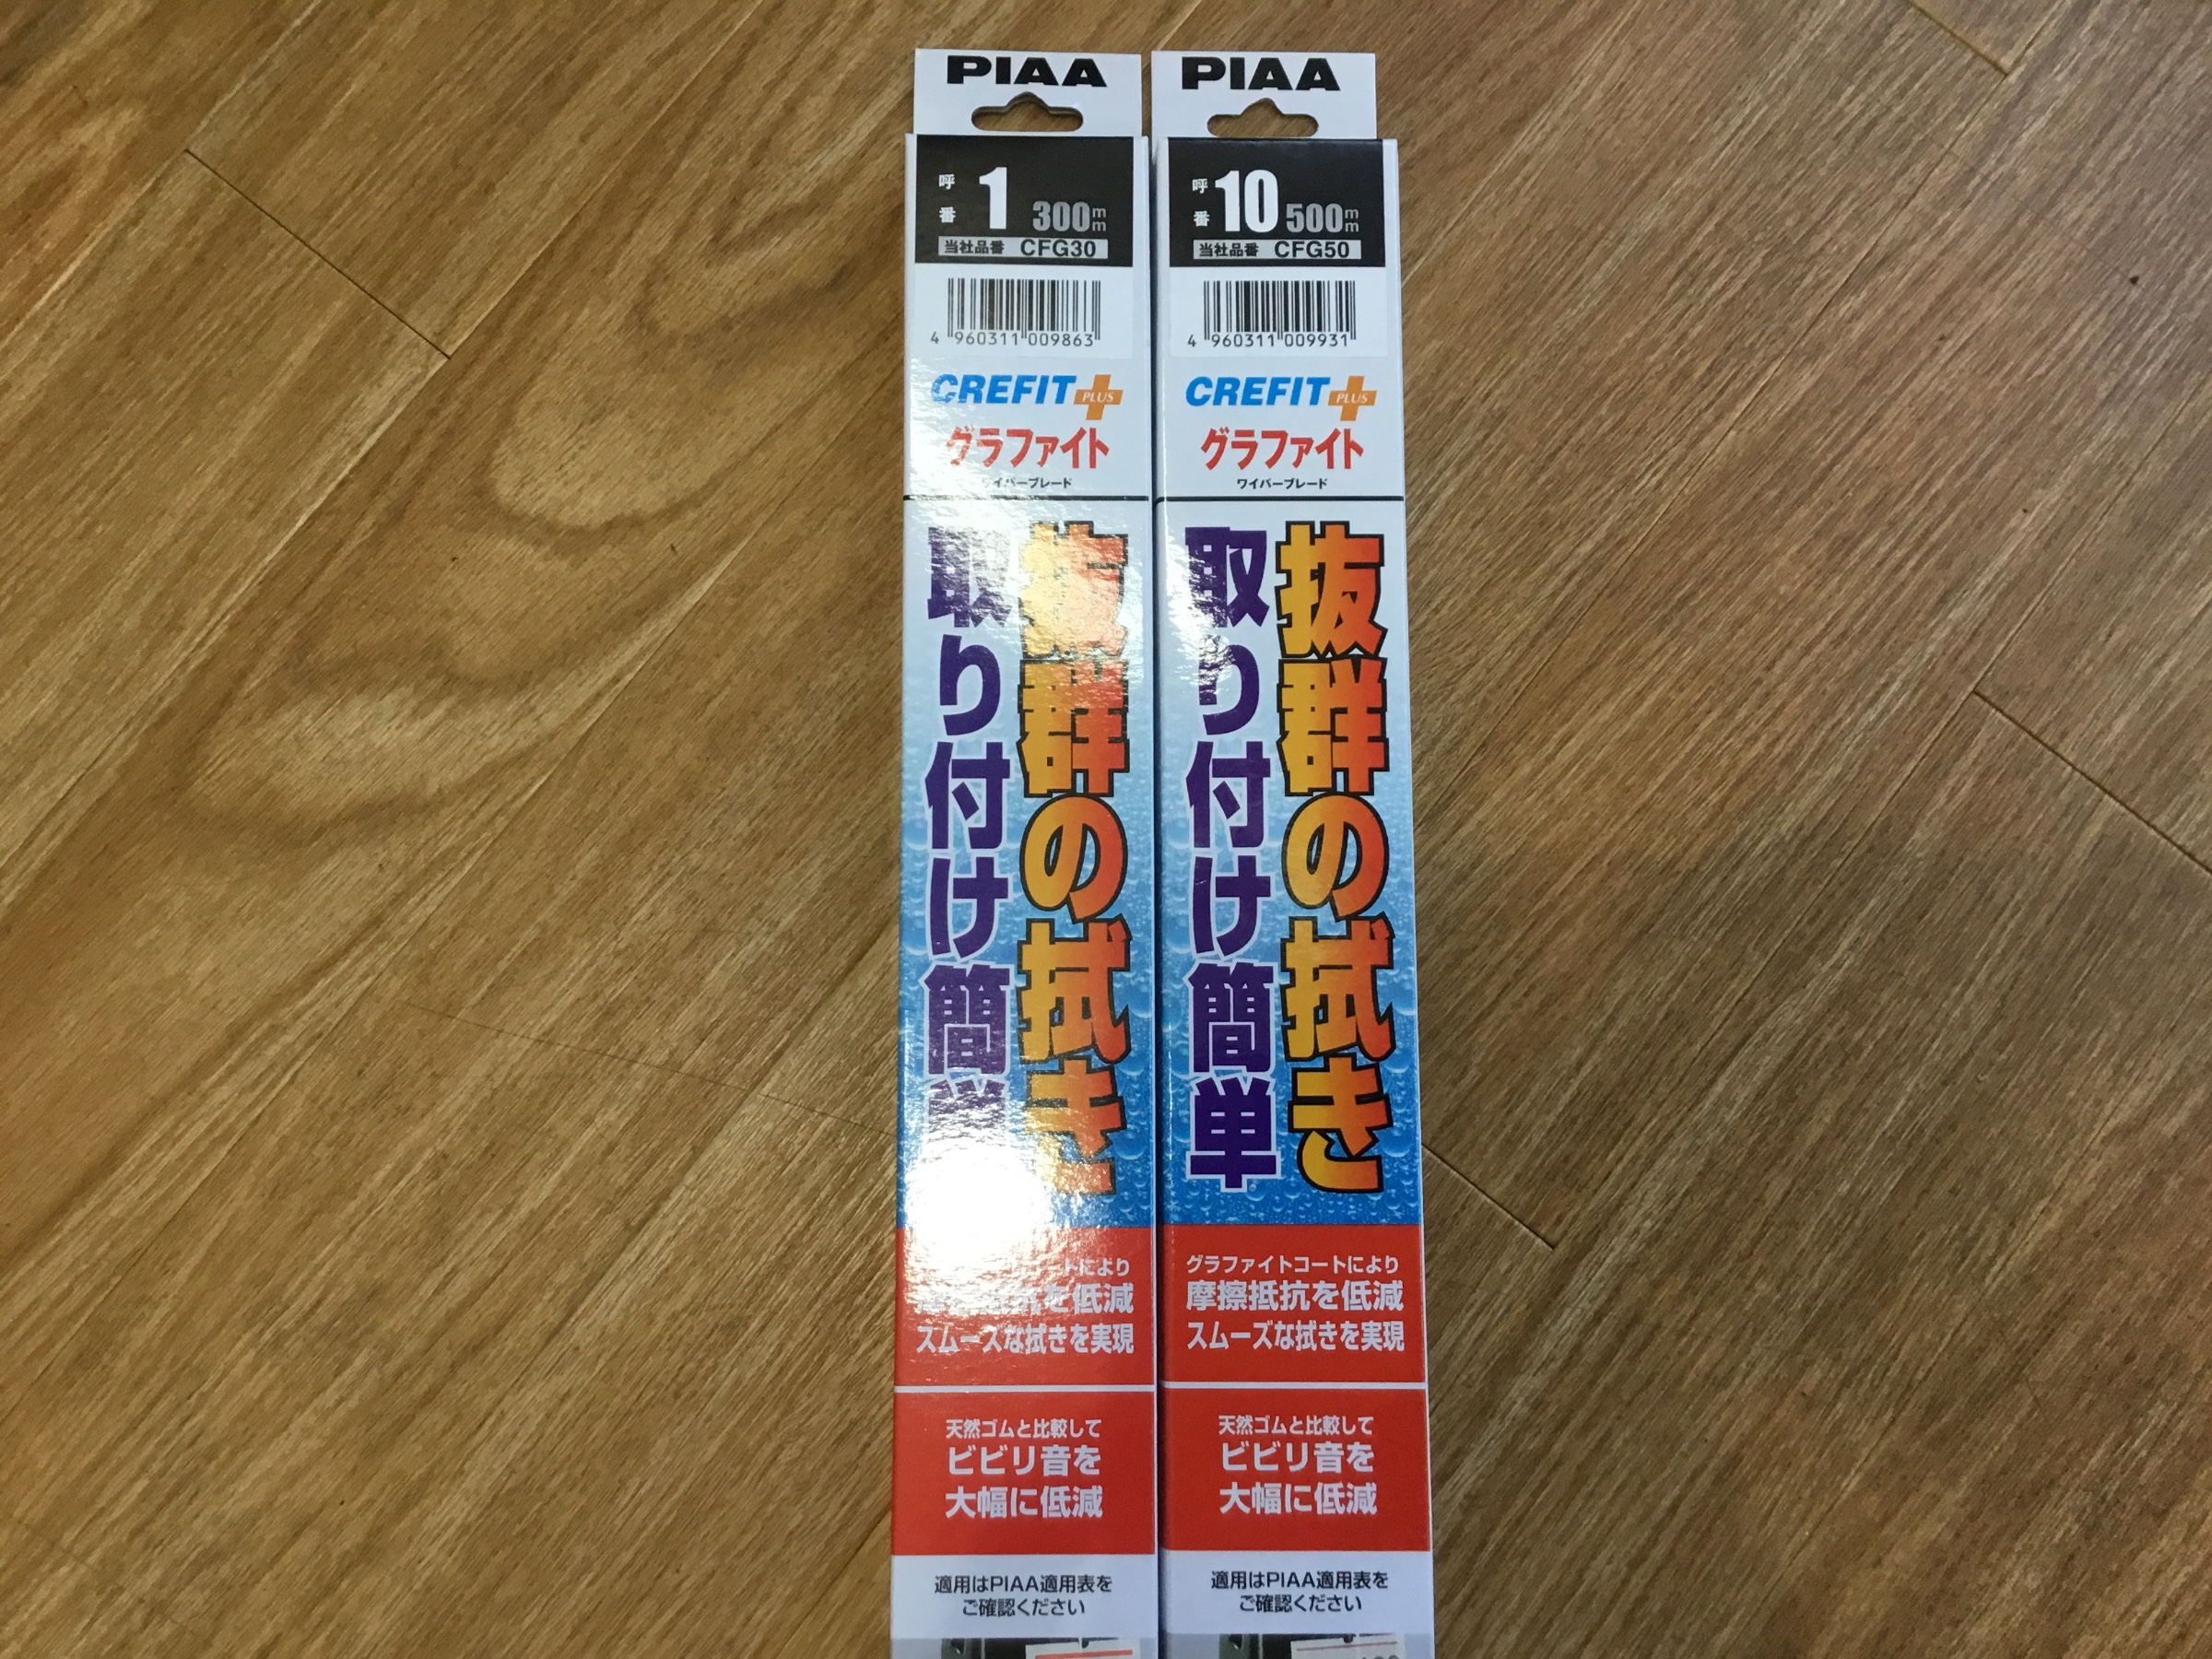 PIAA
呼番 1 300mm
当社品番 CFG30
4 960311 009863
CREFIT PLUS
グラファイト
ワイパーブレード
抜群の拭き
取り付け簡単
により
を低減
スムーズな拭きを実現
天然ゴムと比較して
ビビリ音を
大幅に低減
適用はPIAA適用表を
ご確認ください
PIAA
呼番 10 500mm
当社品番 CFG50
4 960311 009931
CREFIT PLUS
グラファイト
ワイパーブレード
抜群の拭き
取り付け簡単
グラファイトコートにより
摩擦抵抗を低減
スムーズな拭きを実現
天然ゴムと比較して
ビビリ音を
大幅に低減
適用はPIAA適用表を
ご確認ください